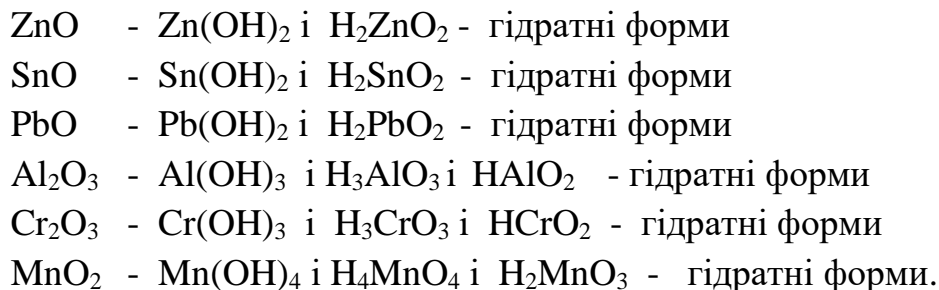 ZnO - Zn(OH)₂ і H₂ZnO₂ - гідратні форми
SnO - Sn(OH)₂ і H₂SnO₂ - гідратні форми
PbO - Pb(OH)₂ і H₂PbO₂ - гідратні форми
Al₂O₃ - Al(OH)₃ і H₃AlO₃ і HAlO₂ - гідратні форми
Cr₂O₃ - Cr(OH)₃ і H₃CrO₃ і HCrO₂ - гідратні форми
MnO₂ - Mn(OH)₄ і H₄MnO₄ і H₂MnO₃ - гідратні форми.